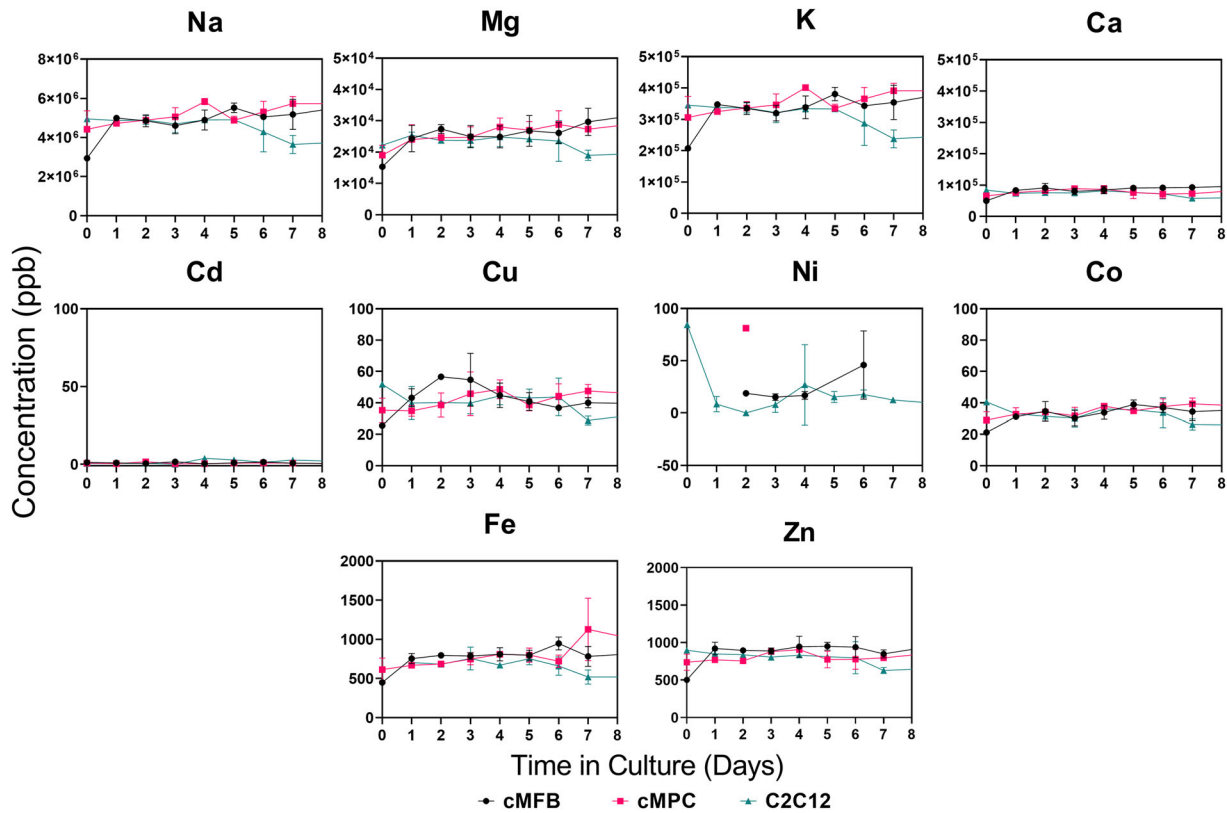 Na Mg K Ca
8×10⁶ 5×10⁴ 5×10⁵ 5×10⁵
6×10⁶ 4×10⁴ 4×10⁵ 4×10⁵
4×10⁶ 3×10⁴ 3×10⁵ 3×10⁵
2×10⁶ 2×10⁴ 2×10⁵ 2×10⁵
1×10⁴ 1×10⁵ 1×10⁵
0 0 0 0
0 1 2 3 4 5 6 7 8 0 1 2 3 4 5 6 7 8 0 1 2 3 4 5 6 7 8 0 1 2 3 4 5 6 7 8
Concentration (ppb)
Cd Cu Ni Co
100 100 100 100
80 80
50 60 50 60
40 0 40
0 20 20
0 -50 0
0 1 2 3 4 5 6 7 8 0 1 2 3 4 5 6 7 8 0 1 2 3 4 5 6 7 8 0 1 2 3 4 5 6 7 8
Fe Zn
2000 2000
1500 1500
1000 1000
500 500
0 0
0 1 2 3 4 5 6 7 8 0 1 2 3 4 5 6 7 8
Time in Culture (Days)
cMFB cMPC C2C12